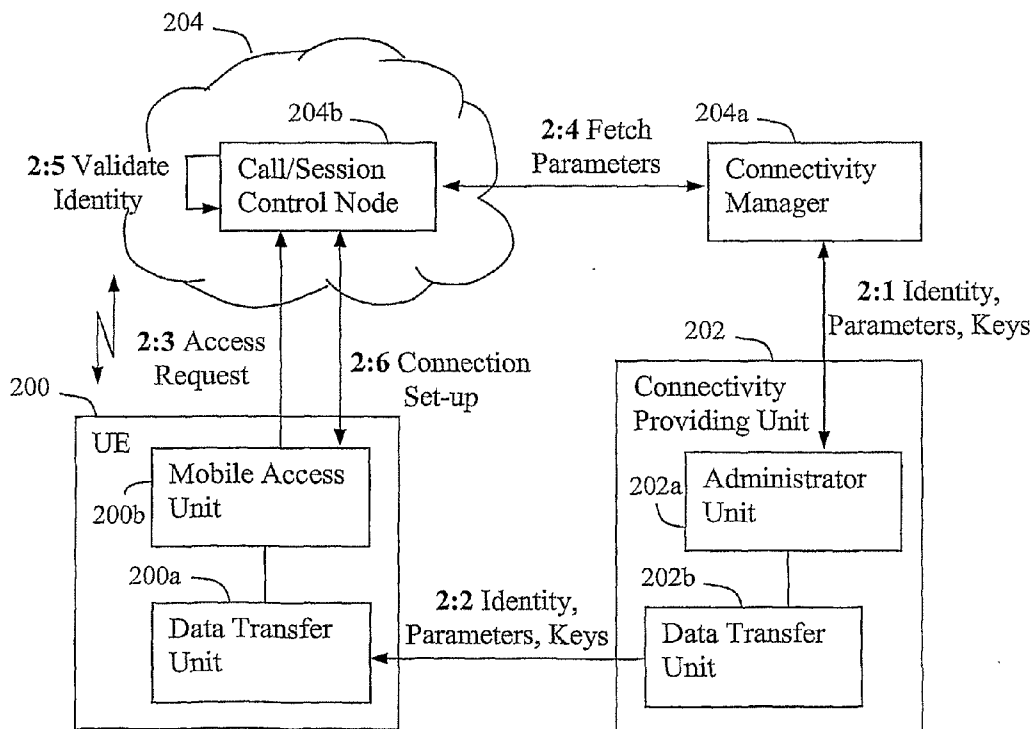 204
204b
204a
2:4 Fetch
Parameters
2:5 Validate
Identity
Call/Session
Control Node
Connectivity
Manager
2:1 Identity,
Parameters, Keys
2:3 Access
Request
2:6 Connection
Set-up
202
200
UE
Connectivity
Providing Unit
Mobile Access
Unit
200b
Administrator
Unit
202a
200a
202b
2:2 Identity,
Parameters, Keys
Data Transfer
Unit
Data Transfer
Unit